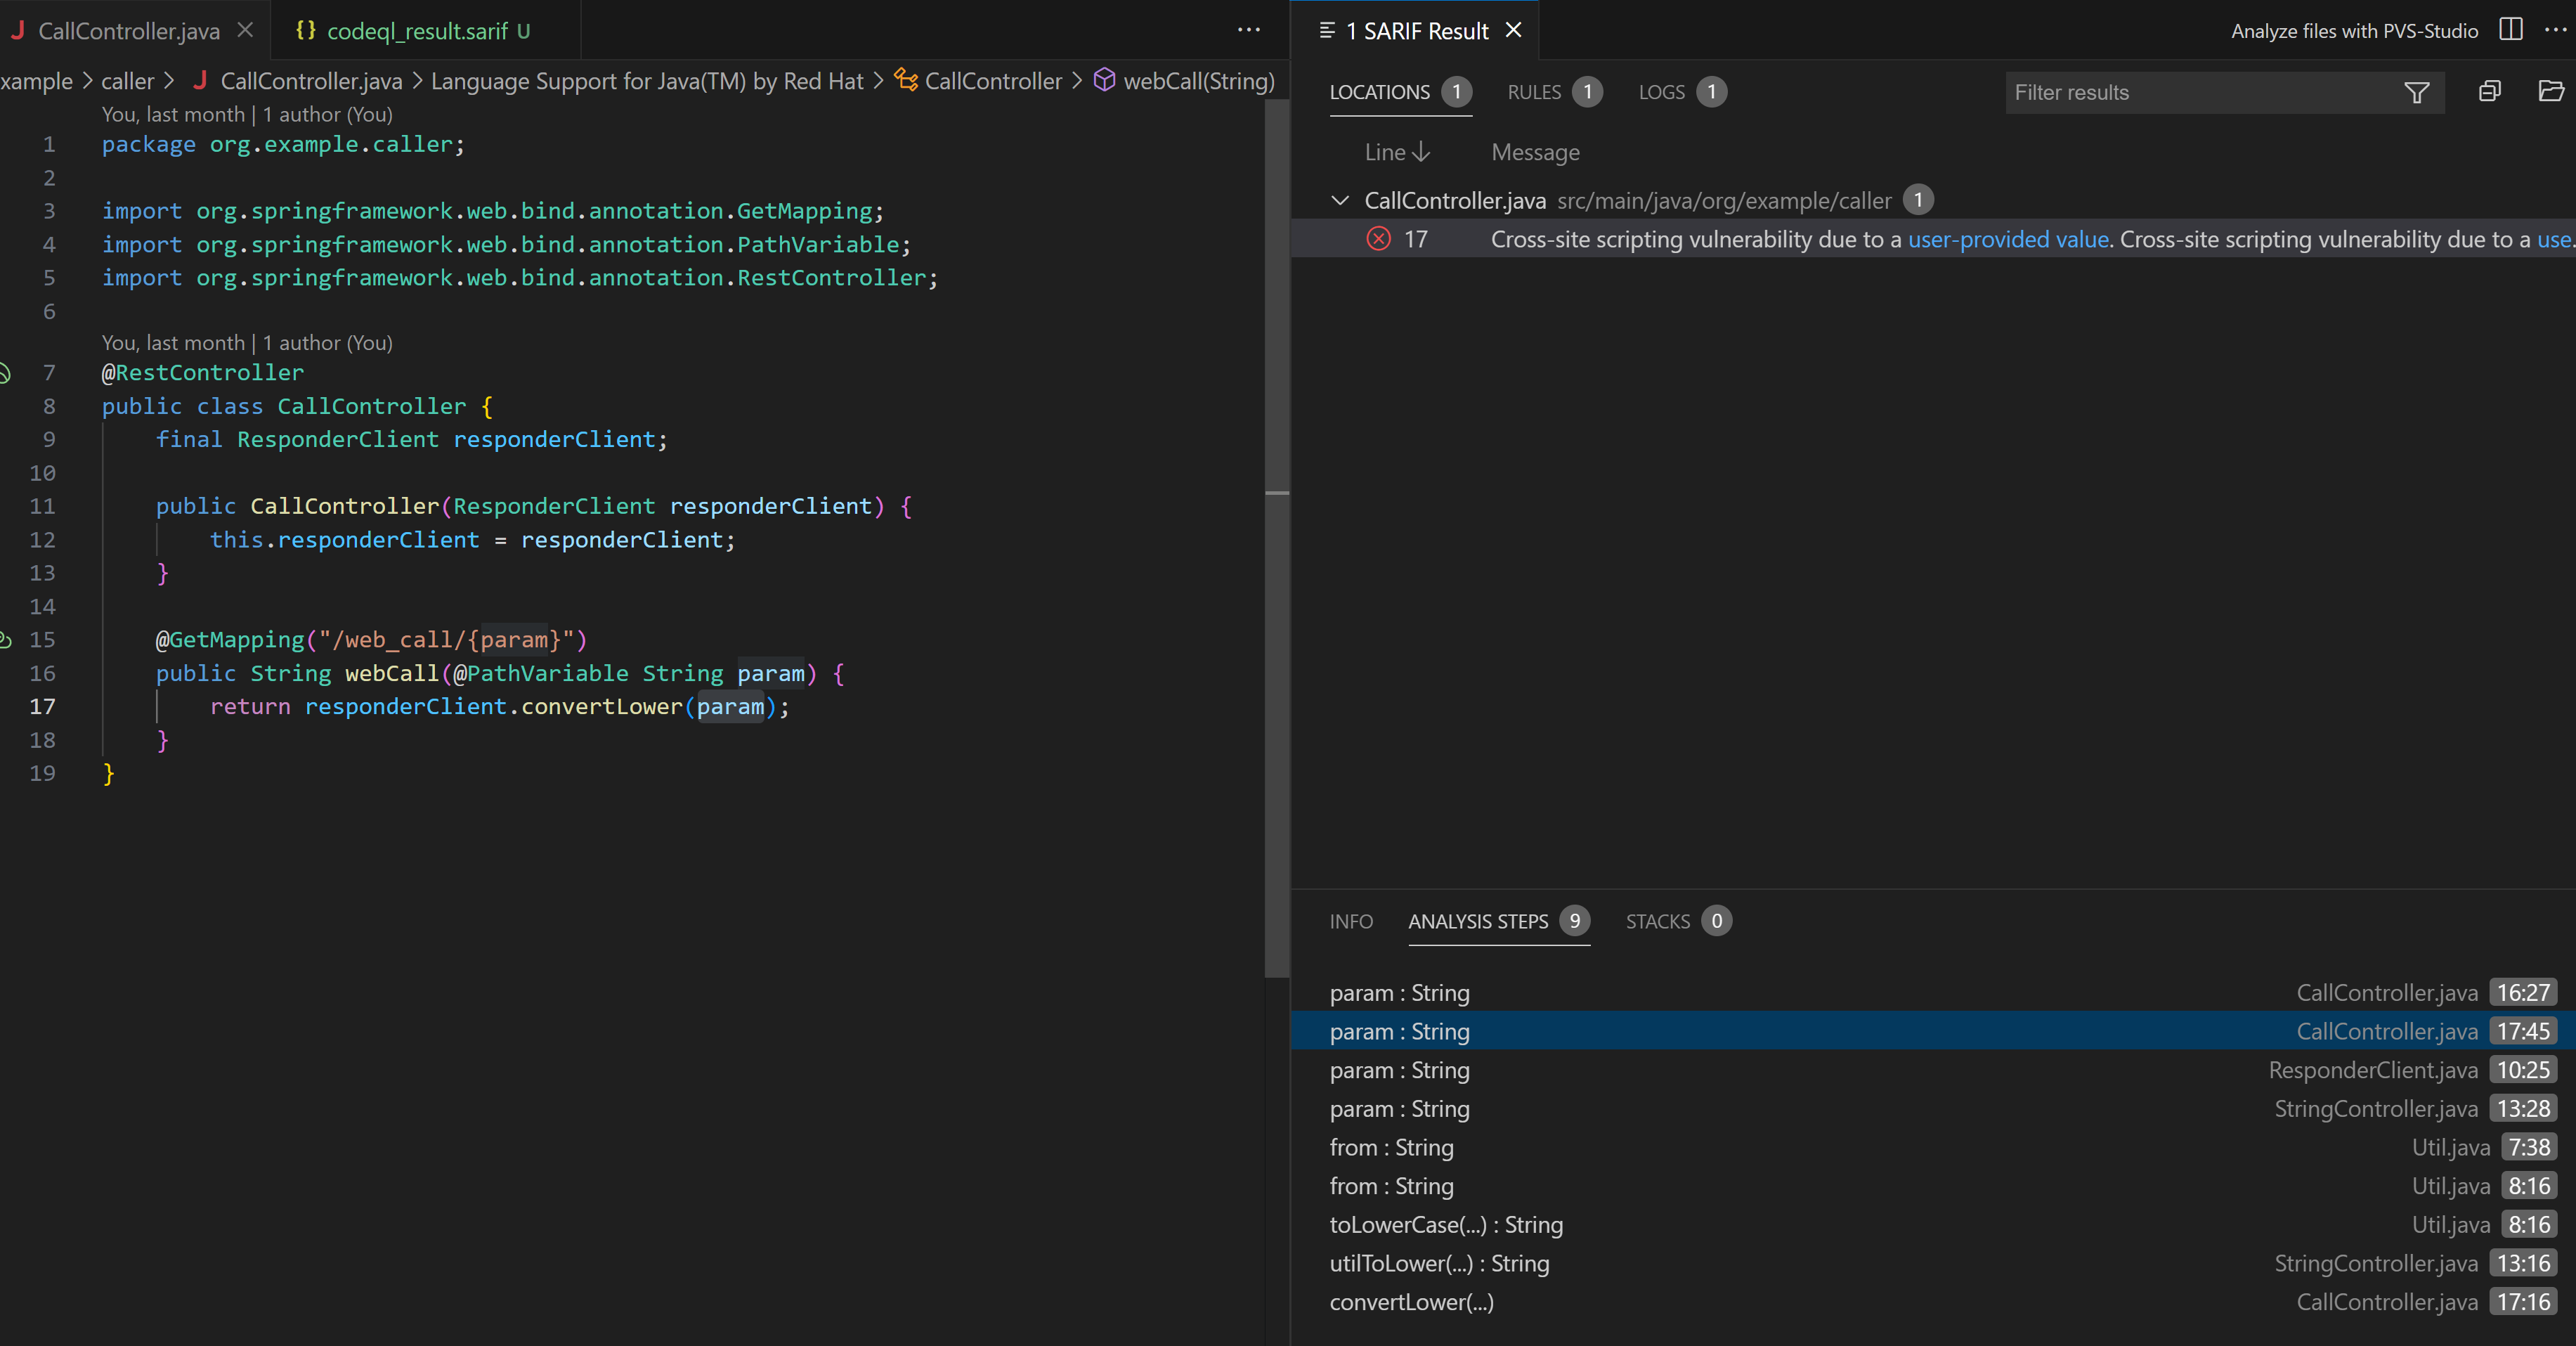 CallController.java
codeql_result.sarif U
xample > caller > CallController.java > Language Support for Java(TM) by Red Hat > CallController > webCall(String)
You, last month | 1 author (You)
1 package org.example.caller;
2
3 import org.springframework.web.bind.annotation.GetMapping;
4 import org.springframework.web.bind.annotation.PathVariable;
5 import org.springframework.web.bind.annotation.RestController;
6
You, last month | 1 author (You)
7 @RestController
8 public class CallController {
9 final ResponderClient responderClient;
10
11 public CallController(ResponderClient responderClient) {
12 this.responderClient = responderClient;
13 }
14
15 @GetMapping("/web_call/{param}")
16 public String webCall(@PathVariable String param) {
17 return responderClient.convertLower(param);
18 }
19 }
1 SARIF Result
Analyze files with PVS-Studio
LOCATIONS 1 RULES 1 LOGS 1
Filter results
Line Message
CallController.java src/main/java/org/example/caller 1
17 Cross-site scripting vulnerability due to a user-provided value. Cross-site scripting vulnerability due to a use.
INFO ANALYSIS STEPS 9 STACKS 0
param : String CallController.java 16:27
param : String CallController.java 17:45
param : String ResponderClient.java 10:25
param : String StringController.java 13:28
from : String Util.java 7:38
from : String Util.java 8:16
toLowerCase(...) : String Util.java 8:16
utilToLower(...) : String StringController.java 13:16
convertLower(...) CallController.java 17:16